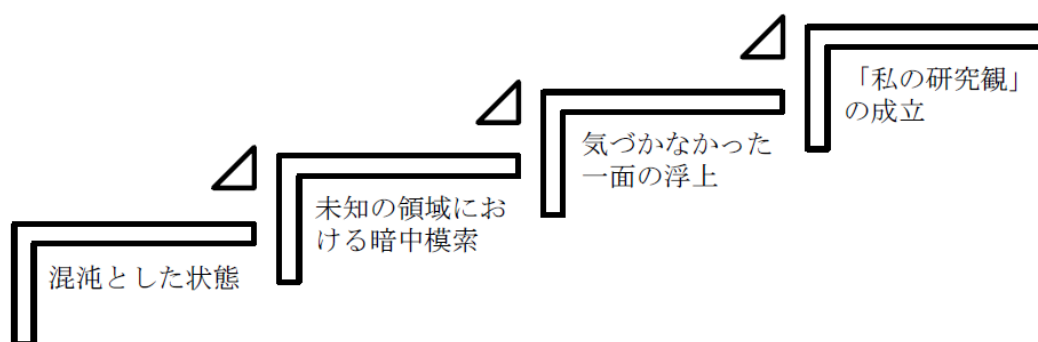 混沌とした状態
未知の領域にお
ける暗中模索
気づかなかった
一面の浮上
「私の研究観」
の成立